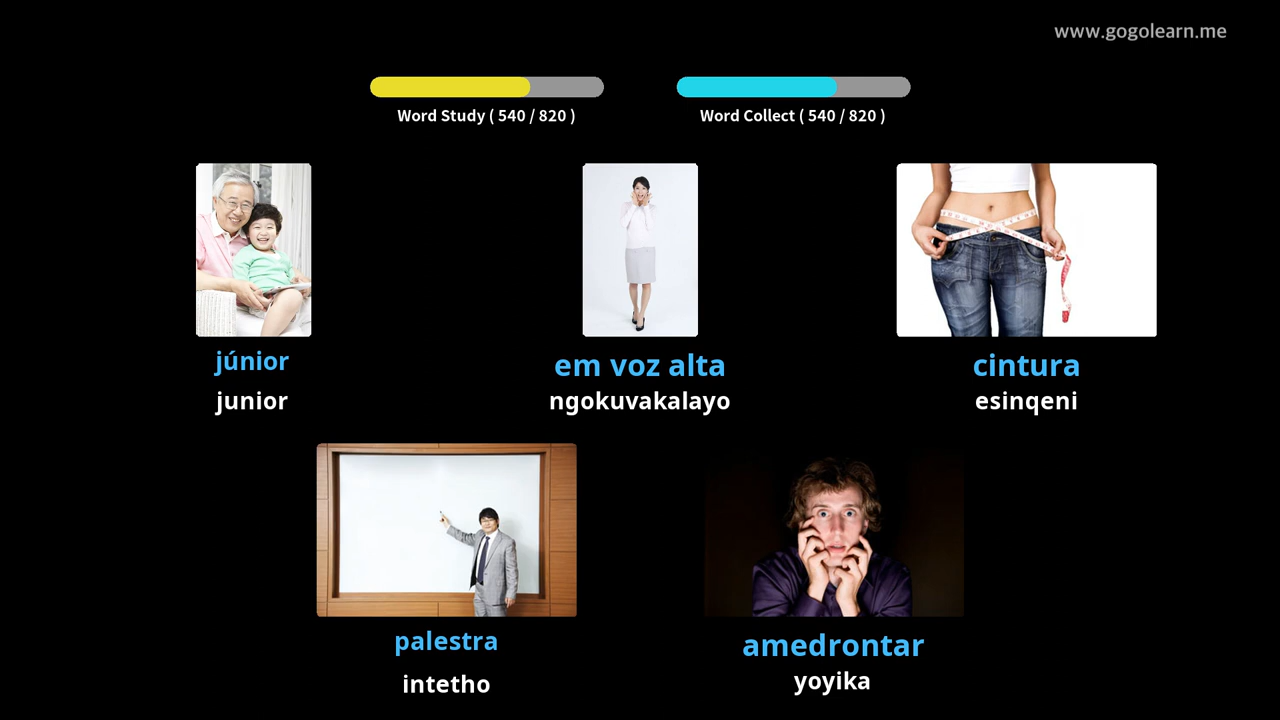 www.gogolearn.me
Word Study ( 540 / 820 )
Word Collect ( 540 / 820 )
júnior
junior
em voz alta
ngokuvakalayo
cintura
esinqeni
palestra
intetho
amedrontar
yoyika